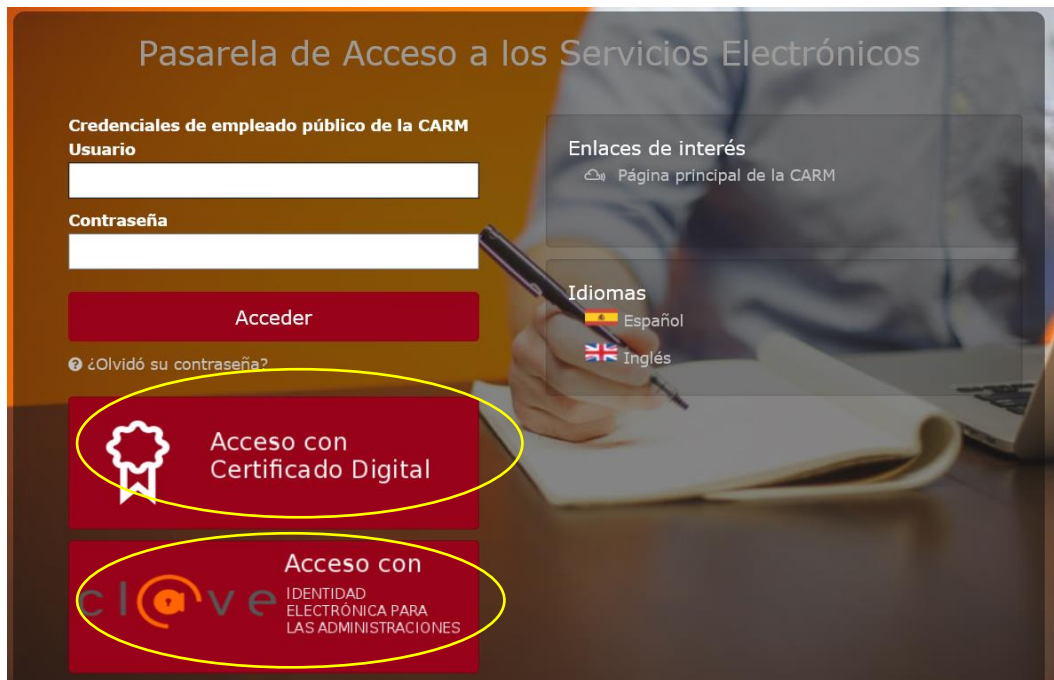 Pasarela de Acceso a los Servicios Electrónicos
Credenciales de empleado público de la CARM
Usuario
Contraseña
Acceder
¿Olvidó su contraseña?
Acceso con
Certificado Digital
cl@ve
Acceso con
IDENTIDAD
ELECTRÓNICA PARA
LAS ADMINISTRACIONES
Enlaces de interés
Página principal de la CARM
Idiomas
Español
Inglés